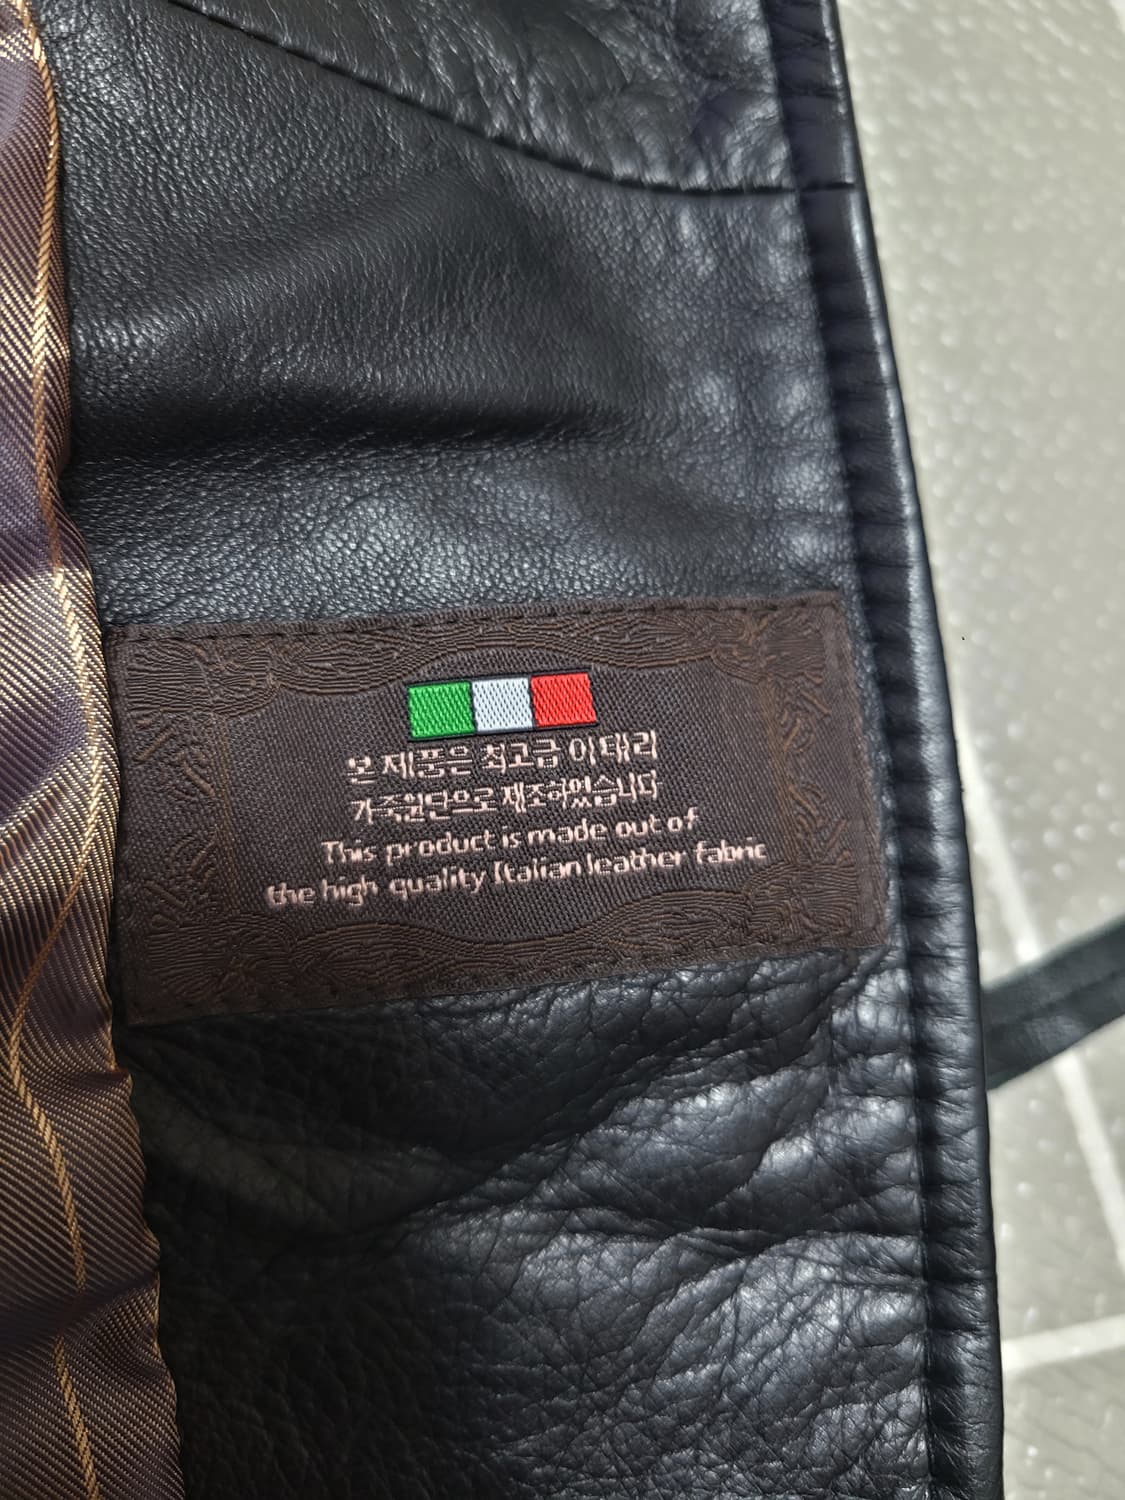 본 제품은 최고급 이태리
가죽원단으로 제조하였습니다
This product is made out of
the high quality Italian leather fabric